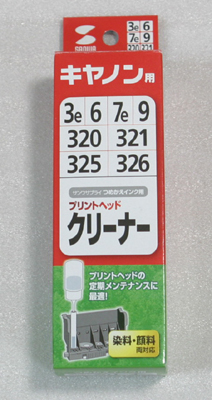 SANWA
3e 6
7e 9
320 321
キヤノン用
3e 6 7e 9
320 321
325 326
サンワサプライ つめかえインク用
プリントヘッド
クリーナー
プリントヘッドの
定期メンテナンスに
最適!
染料・顔料
両対応